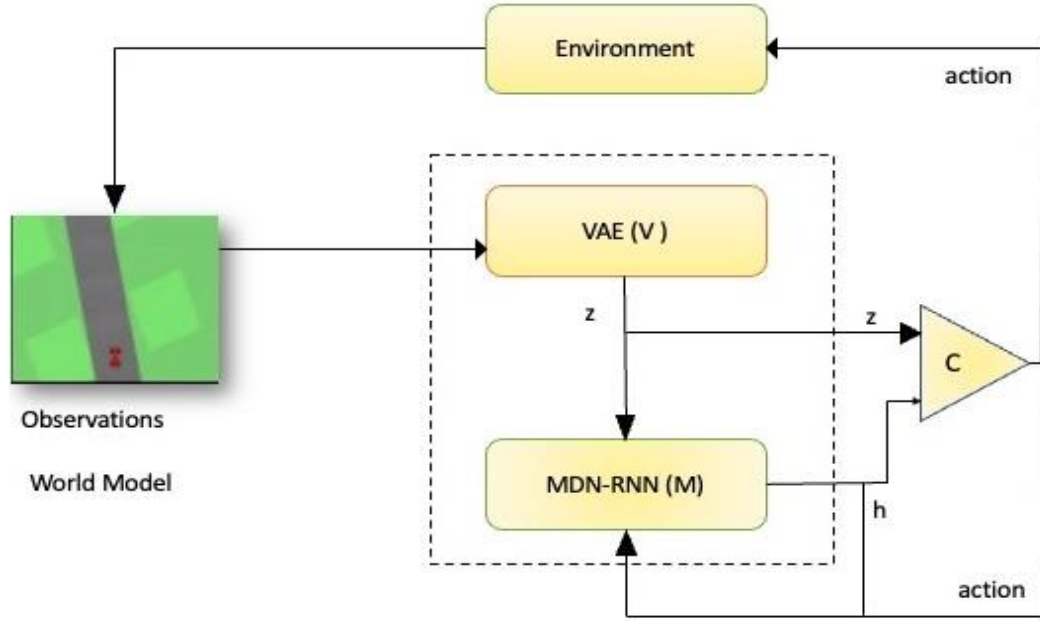 Environment
action
VAE (V )
z
z
C
Observations
World Model
MDN-RNN (M)
h
action